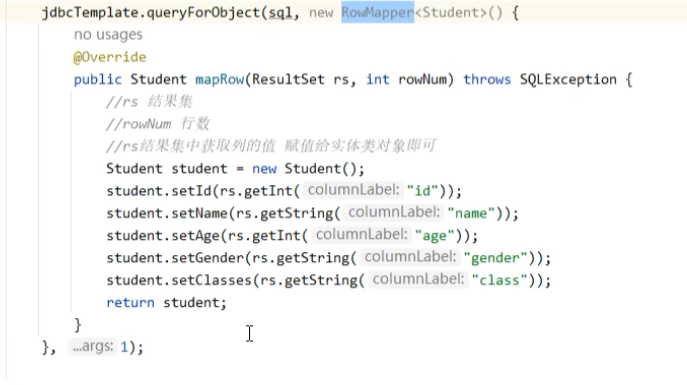 jdbcTemplate.queryForObject(sql, new RowMapper<Student>() {
no usages
@Override
public Student mapRow(ResultSet rs, int rowNum) throws SQLException {
//rs 结果集
//rowNum 行数
//rs结果集中获取列的值 赋值给实体类对象即可
Student student = new Student();
student.setId(rs.getInt( columnLabel: "id"));
student.setName(rs.getString( columnLabel: "name"));
student.setAge(rs.getInt( columnLabel: "age"));
student.setGender(rs.getString( columnLabel: "gender"));
student.setClasses(rs.getString( columnLabel: "class"));
return student;
}
}, ...args: 1);